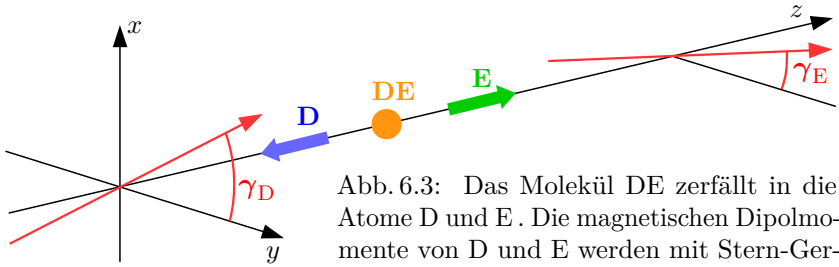 x
z
DE
E
D
γE
γD
y
Abb. 6.3: Das Molekül DE zerfällt in die
Atome D und E. Die magnetischen Dipolmo-
mente von D und E werden mit Stern-Ger-